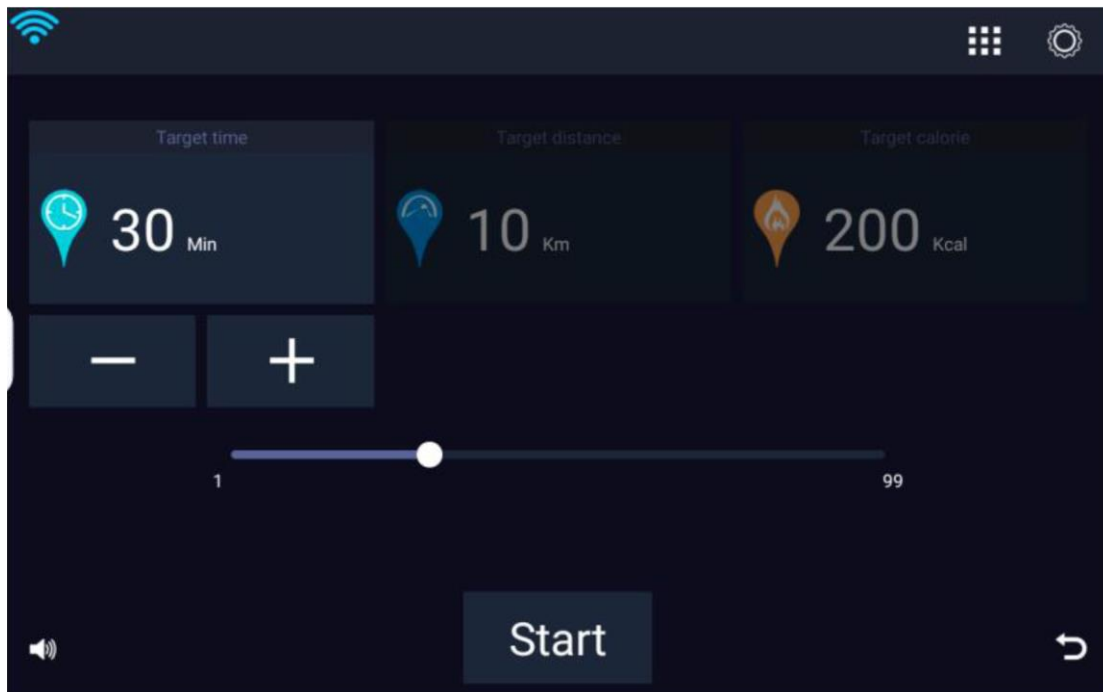 Target time
Target distance
Target calorie
30 Min
10 Km
200 Kcal
1
99
Start